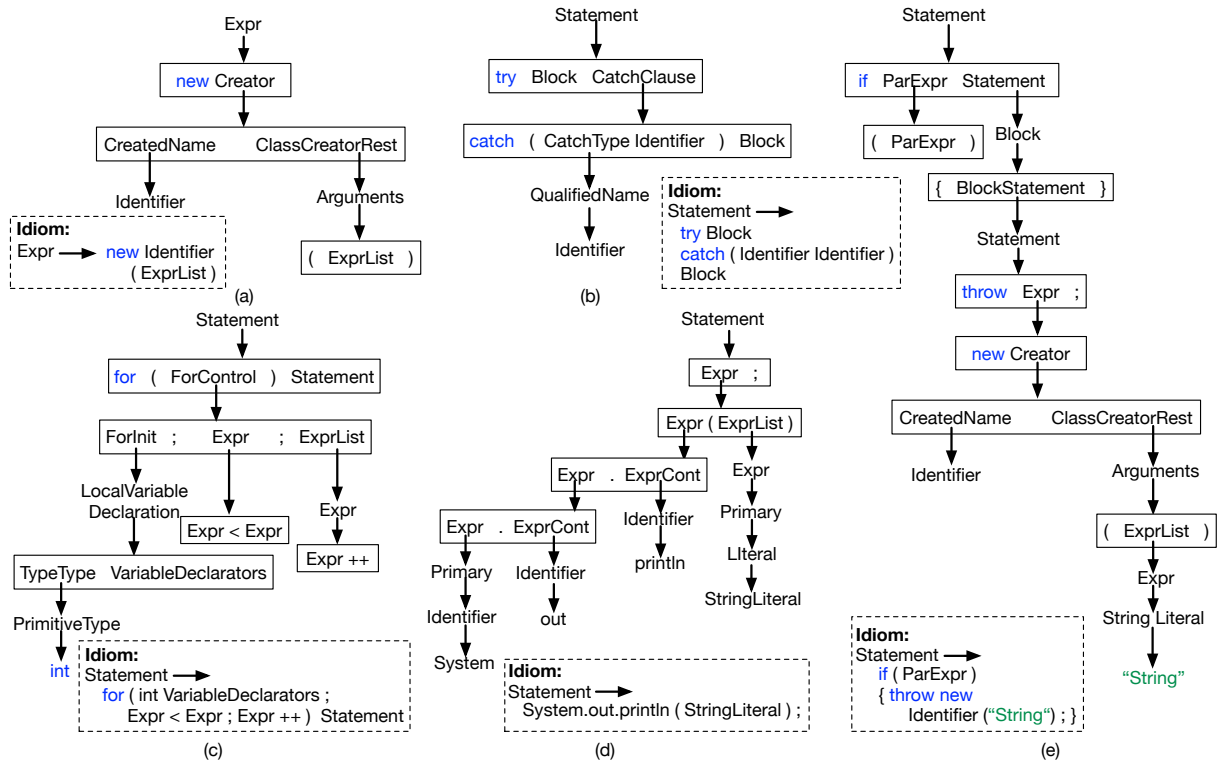 Expr
new Creator
CreatedName ClassCreatorRest
Identifier
Arguments
( ExprList )
Idiom:
Expr new Identifier
( ExprList )
(a)
Statement
try Block CatchClause
catch ( CatchType Identifier ) Block
QualifiedName
Identifier
Idiom:
Statement
try Block
catch ( Identifier Identifier )
Block
(b)
Statement
for ( ForControl ) Statement
ForInit ; Expr ; ExprList
LocalVariable
Declaration
Expr < Expr
Expr
Expr ++
TypeType VariableDeclarators
PrimitiveType
int
Idiom:
Statement
for ( int VariableDeclarators ;
Expr < Expr ; Expr ++ ) Statement
(c)
Statement
Expr ;
Expr ( ExprList )
Expr . ExprCont
Expr
Expr . ExprCont
Identifier
Primary
Primary
Identifier
println
LIteral
Identifier
out
StringLiteral
System
Idiom:
Statement
System.out.println ( StringLiteral ) ;
(d)
Statement
if ParExpr Statement
( ParExpr )
Block
{ BlockStatement }
Statement
throw Expr ;
new Creator
CreatedName ClassCreatorRest
Identifier
Arguments
( ExprList )
Expr
String Literal
“String”
Idiom:
Statement
if ( ParExpr )
{ throw new
Identifier (“String“) ; }
(e)